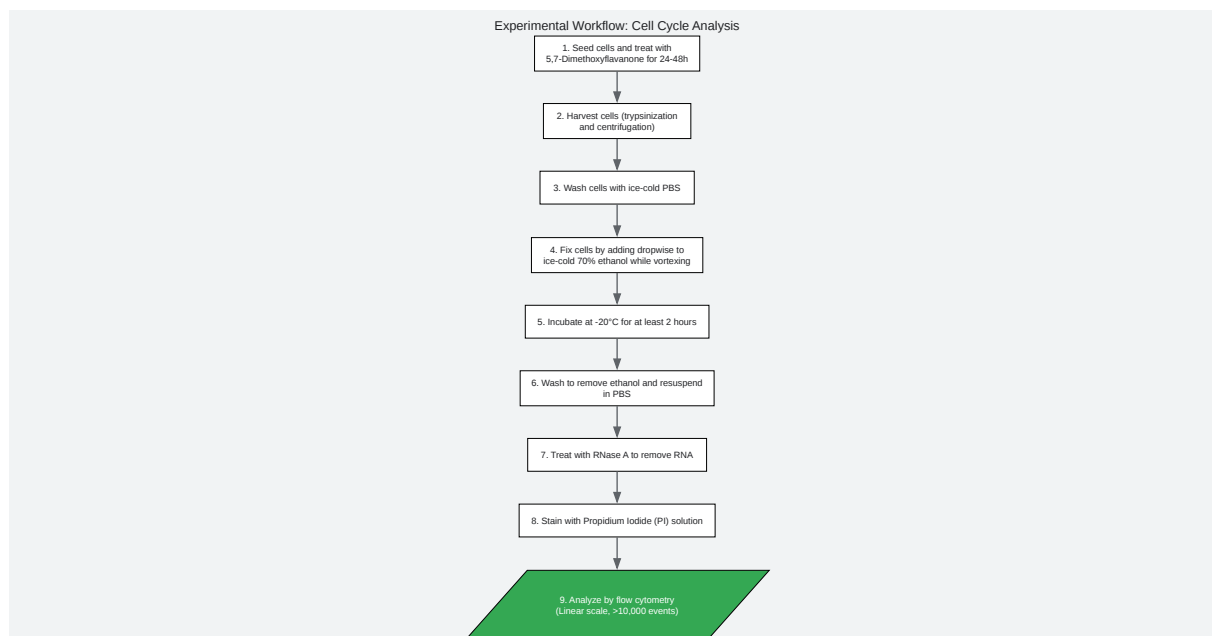 Experimental Workflow: Cell Cycle Analysis
1. Seed cells and treat with
5,7-Dimethoxyflavanone for 24-48h
2. Harvest cells (trypsinization
and centrifugation)
3. Wash cells with ice-cold PBS
4. Fix cells by adding dropwise to
ice-cold 70% ethanol while vortexing
5. Incubate at -20°C for at least 2 hours
6. Wash to remove ethanol and resuspend
in PBS
7. Treat with RNase A to remove RNA
8. Stain with Propidium Iodide (PI) solution
9. Analyze by flow cytometry
(Linear scale, >10,000 events)